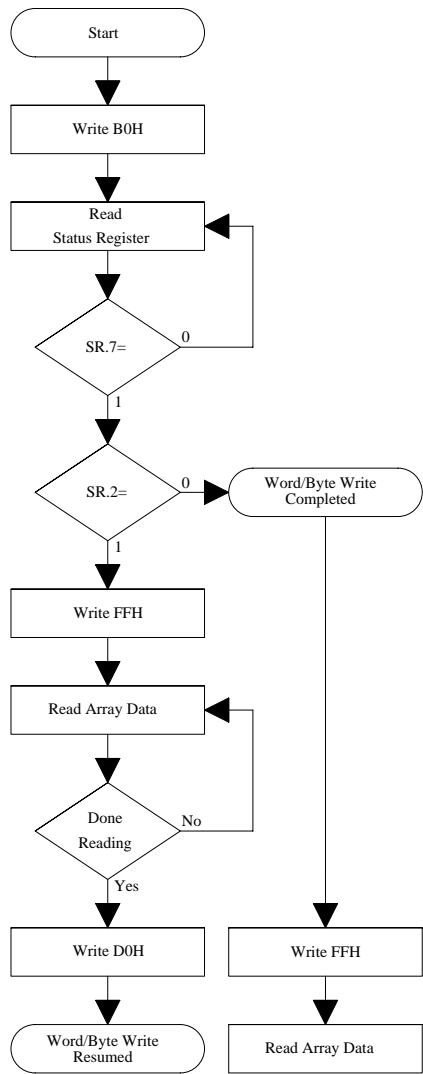 Start
Write B0H
Read
Status Register
SR.7=
0
1
SR.2=
0
Word/Byte Write
Completed
1
Write FFH
Read Array Data
Done
Reading
No
Yes
Write D0H
Write FFH
Word/Byte Write
Resumed
Read Array Data